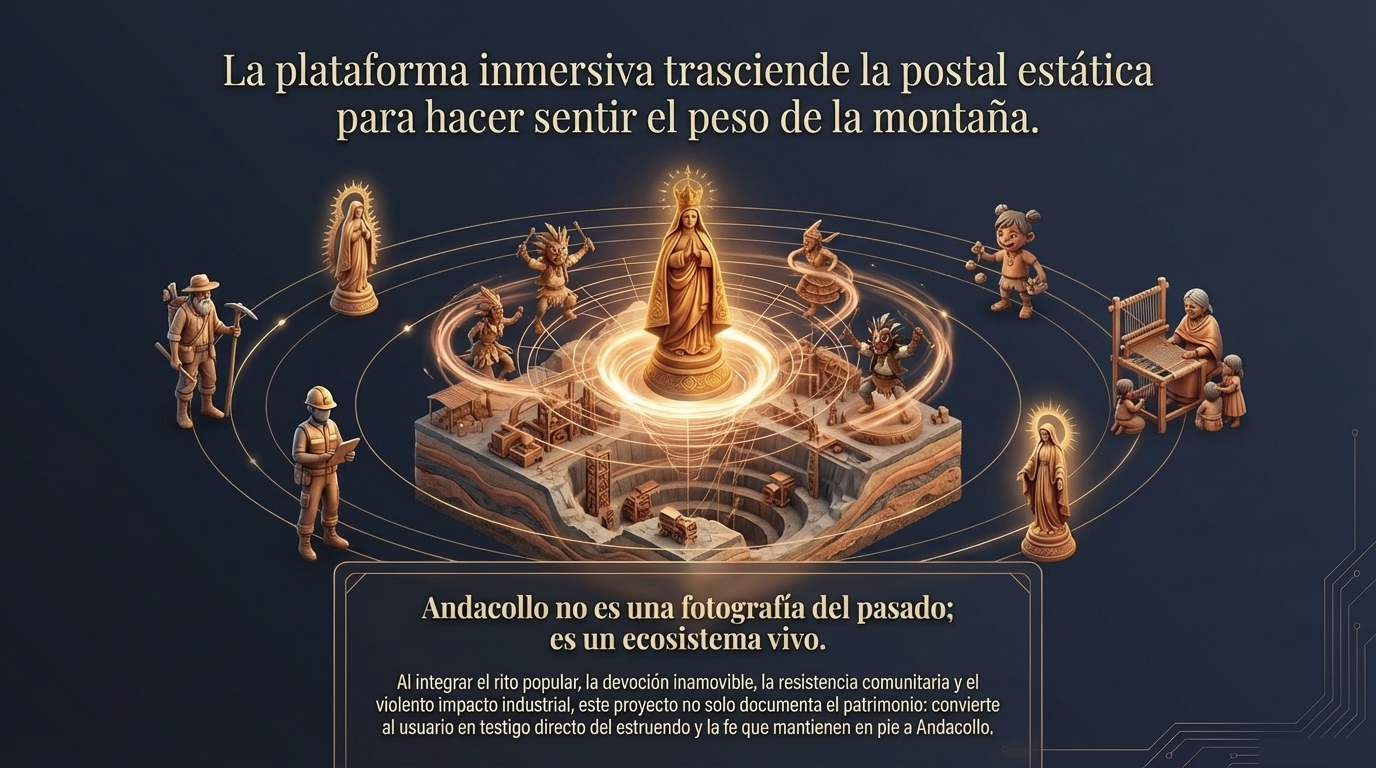 La plataforma inmersiva trasciende la postal estática
para hacer sentir el peso de la montaña.
Andacollo no es una fotografía del pasado;
es un ecosistema vivo.
Al integrar el rito popular, la devoción inamovible, la resistencia comunitaria y el
violento impacto industrial, este proyecto no solo documenta el patrimonio: convierte
al usuario en testigo directo del estruendo y la fe que mantienen en pie a Andacollo.